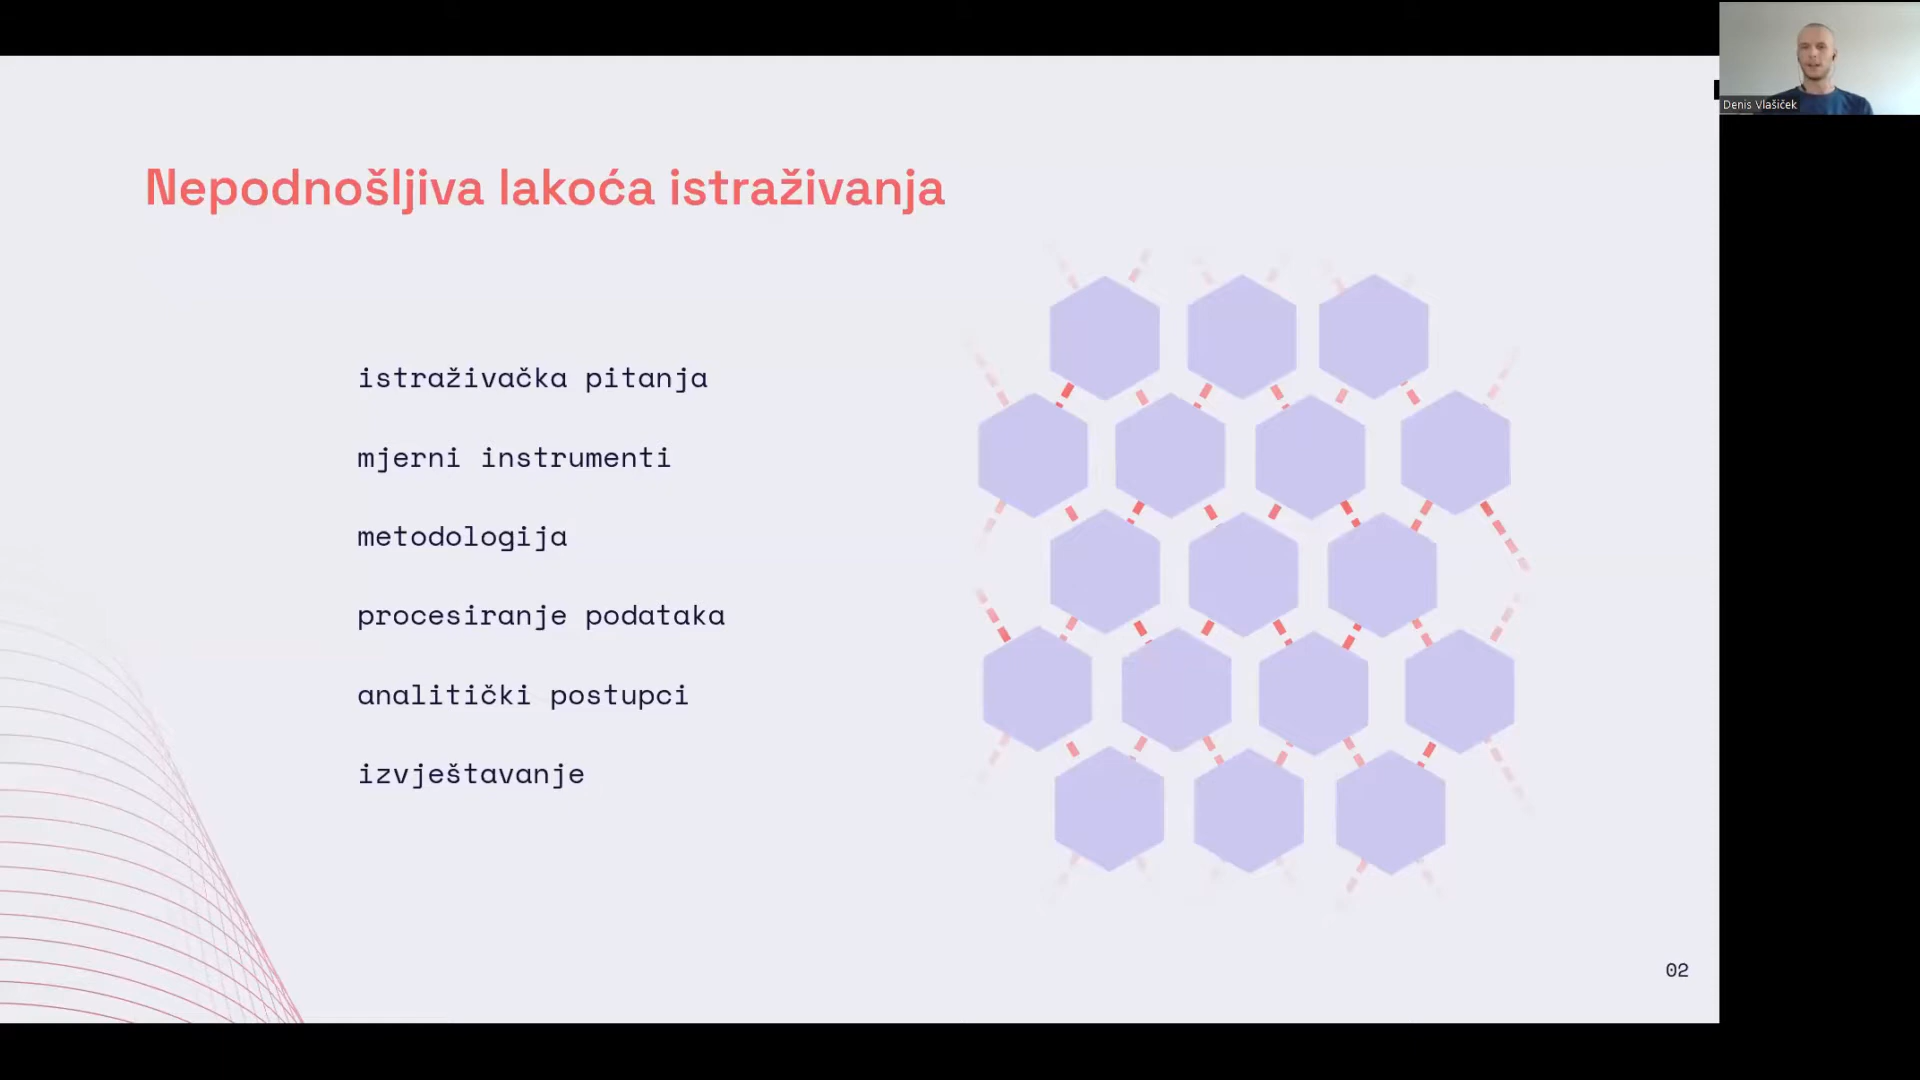 Nepodnošljiva lakoća istraživanja
istraživačka pitanja
mjerni instrumenti
metodologija
procesiranje podataka
analitički postupci
izvještavanje
02
Denis Vlašiček